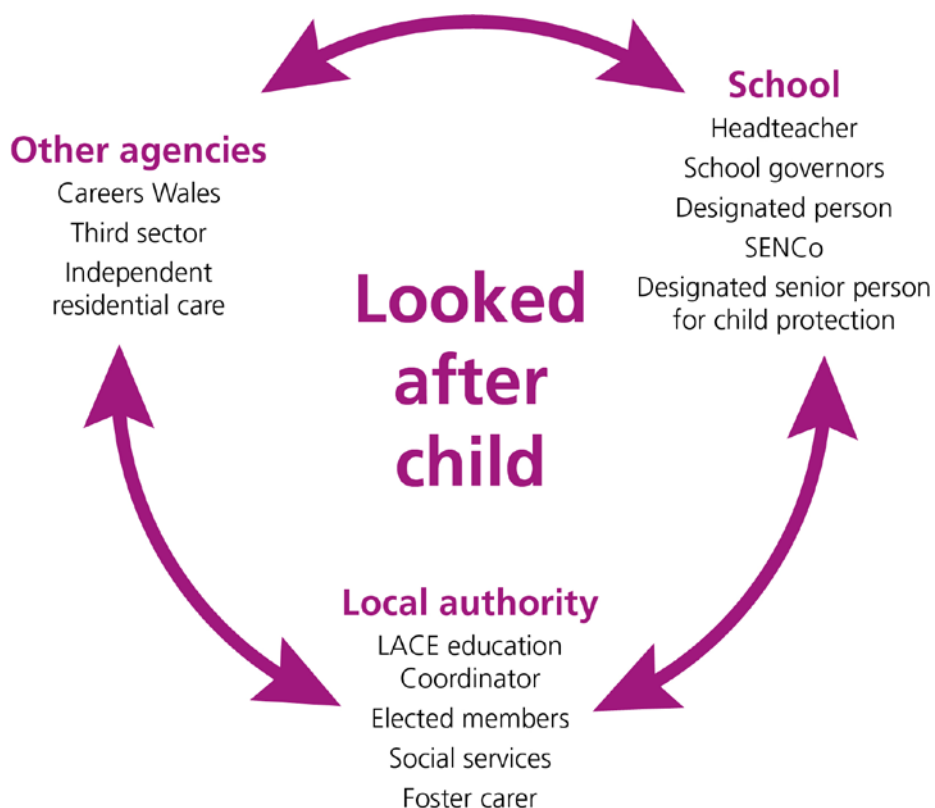 School
Headteacher
School governors
Designated person
SENCo
Designated senior person
for child protection
Other agencies
Careers Wales
Third sector
Independent
residential care
Looked
after
child
Local authority
LACE education
Coordinator
Elected members
Social services
Foster carer